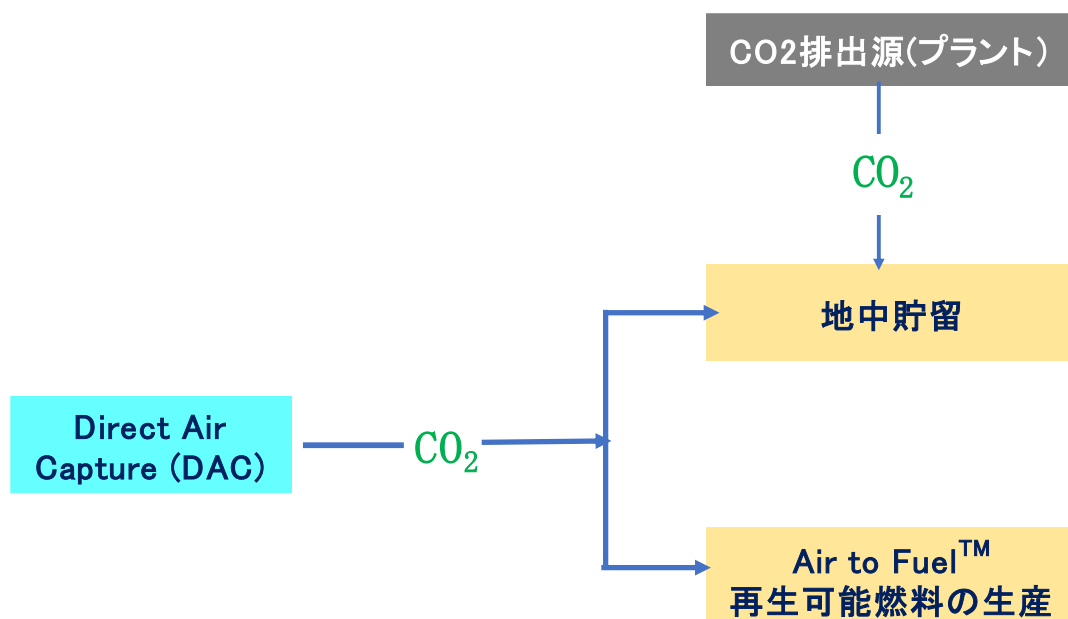 CO2排出源(プラント)
CO₂
地中貯留
Direct Air
Capture (DAC)
CO₂
Air to Fuel™
再生可能燃料の生産